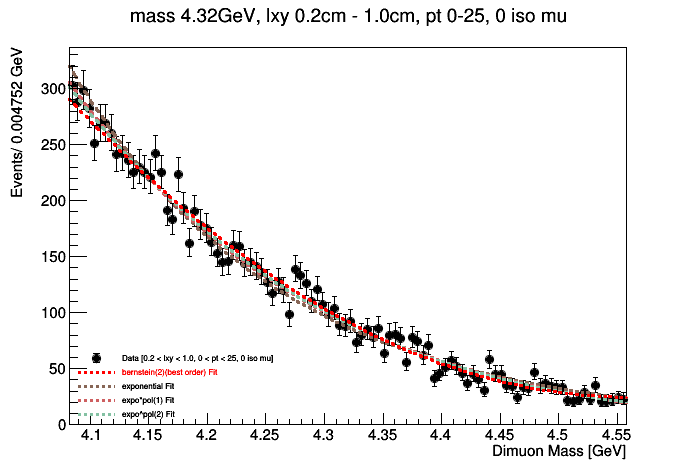 mass 4.32GeV, lxy 0.2cm - 1.0cm, pt 0-25, 0 iso mu
Events/ 0.004752 GeV
300
250
200
150
100
50
0
Data [0.2 < lxy < 1.0, 0 < pt < 25, 0 iso mu]
bernstein(2)(best order) Fit
exponential Fit
expo*pol(1) Fit
expo*pol(2) Fit
4.1 4.15 4.2 4.25 4.3 4.35 4.4 4.45 4.5 4.55
Dimuon Mass [GeV]